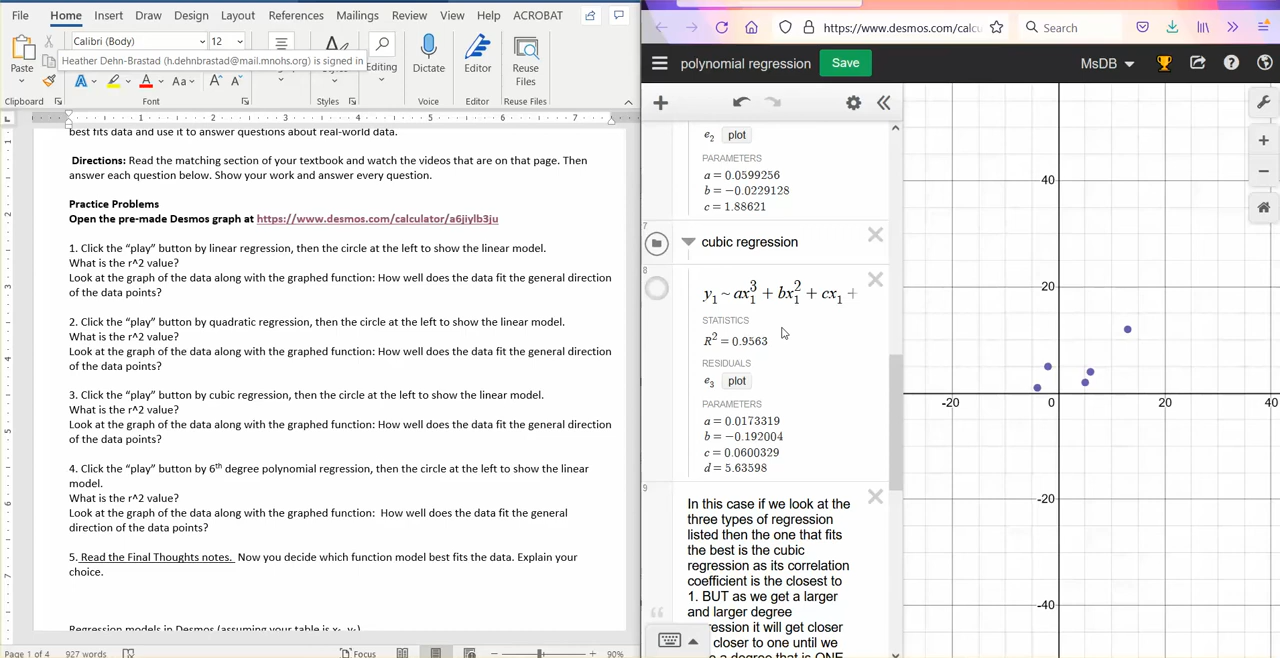 File Home Insert Draw Design Layout References Mailings Review View Help ACROBAT
Calibri (Body) 12
Heather Dehn-Brastad (h.dehnbrastad@mail.mnohs.org) is signed in
Paste Editing Dictate Editor Reuse Files
A A Aa A A
Clipboard Font Styles Voice Editor Reuse Files
1 2 3 4 5 6 7
best fits data and use it to answer questions about real-world data.
Directions: Read the matching section of your textbook and watch the videos that are on that page. Then
answer each question below. Show your work and answer every question.
Practice Problems
Open the pre-made Desmos graph at https://www.desmos.com/calculator/a6jiylb3ju
1. Click the “play” button by linear regression, then the circle at the left to show the linear model.
What is the r^2 value?
Look at the graph of the data along with the graphed function: How well does the data fit the general direction
of the data points?
2. Click the “play” button by quadratic regression, then the circle at the left to show the linear model.
What is the r^2 value?
Look at the graph of the data along with the graphed function: How well does the data fit the general direction
of the data points?
3. Click the “play” button by cubic regression, then the circle at the left to show the linear model.
What is the r^2 value?
Look at the graph of the data along with the graphed function: How well does the data fit the general direction
of the data points?
4. Click the “play” button by 6th degree polynomial regression, then the circle at the left to show the linear
model.
What is the r^2 value?
Look at the graph of the data along with the graphed function: How well does the data fit the general
direction of the data points?
5. Read the Final Thoughts notes. Now you decide which function model best fits the data. Explain your
choice.
Regression models in Desmos (assuming your table is x₁, y₁)
Page 1 of 4 927 words Focus 90%
https://www.desmos.com/calcu Search
polynomial regression Save MsDB
e₂ plot
PARAMETERS
a = 0.0599256
b = −0.0229128
c = 1.88621
7
cubic regression
8
y₁ ~ ax₁³ + bx₁² + cx₁ +
STATISTICS
R² = 0.9563
RESIDUALS
e₃ plot
PARAMETERS
a = 0.0173319
b = −0.192004
c = 0.0600329
d = 5.63598
9
In this case if we look at the
three types of regression
listed then the one that fits
the best is the cubic
regression as its correlation
coefficient is the closest to
1. BUT as we get a larger
and larger degree
it will get closer
closer to one until we
a degree that is ONE
40
20
-20 0 20 40
-20
-40